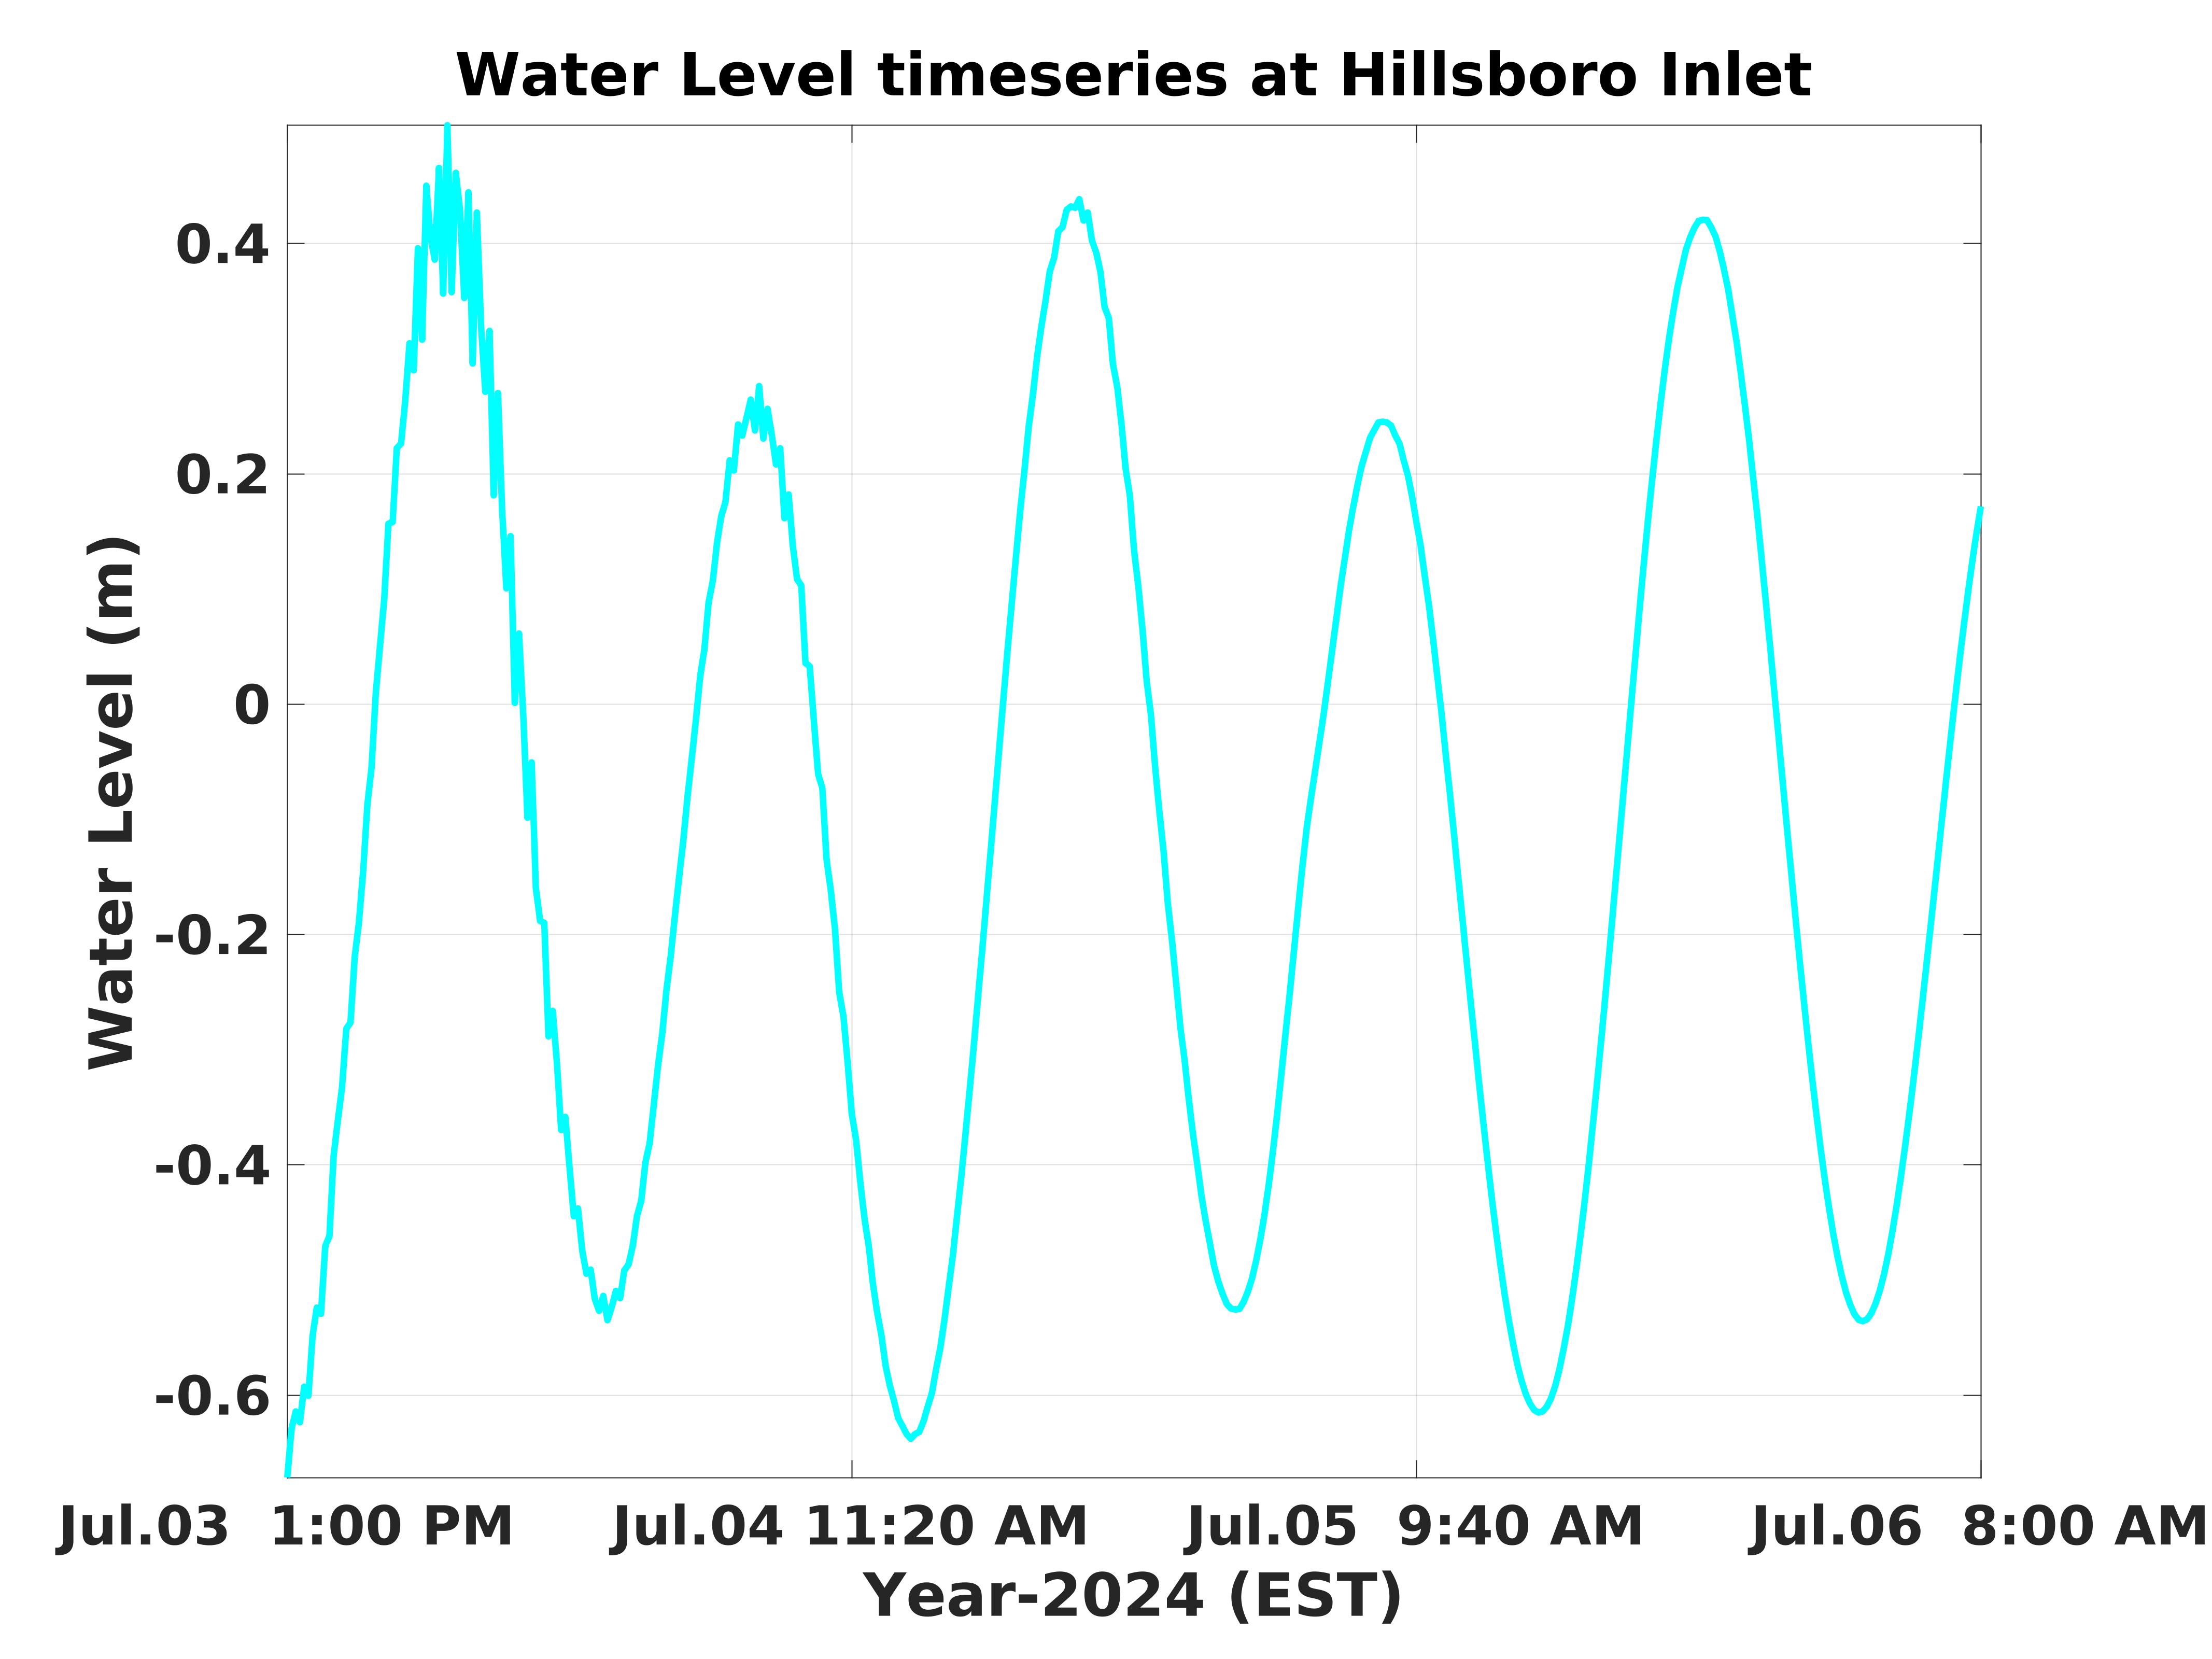 Water Level timeseries at Hillsboro Inlet
Water Level (m)
0.4
0.2
0
-0.2
-0.4
-0.6
Jul.03 1:00 PM Jul.04 11:20 AM Jul.05 9:40 AM Jul.06 8:00 AM
Year-2024 (EST)